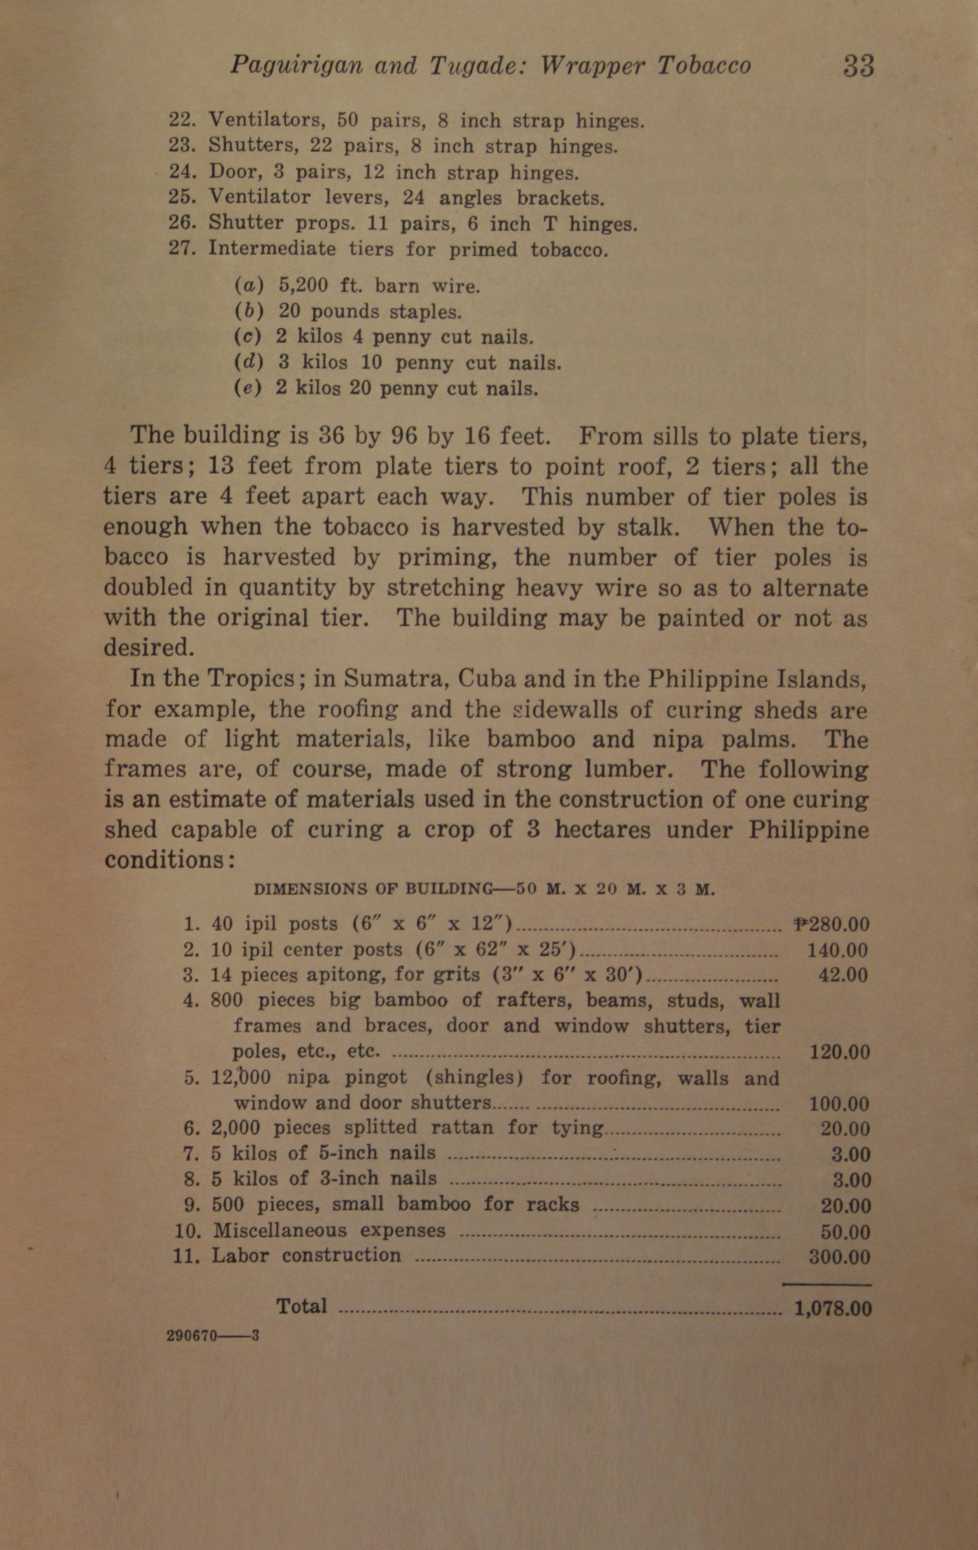 Paguirigan and Tugade: Wrapper Tobacco 33
22. Ventilators, 50 pairs, 8 inch strap hinges.
23. Shutters, 22 pairs, 8 inch strap hinges.
24. Door, 3 pairs, 12 inch strap hinges.
25. Ventilator levers, 24 angles brackets.
26. Shutter props. 11 pairs, 6 inch T hinges.
27. Intermediate tiers for primed tobacco.
(a) 5,200 ft. barn wire.
(b) 20 pounds staples.
(c) 2 kilos 4 penny cut nails.
(d) 3 kilos 10 penny cut nails.
(e) 2 kilos 20 penny cut nails.
The building is 36 by 96 by 16 feet. From sills to plate tiers,
4 tiers; 13 feet from plate tiers to point roof, 2 tiers; all the
tiers are 4 feet apart each way. This number of tier poles is
enough when the tobacco is harvested by stalk. When the to-
bacco is harvested by priming, the number of tier poles is
doubled in quantity by stretching heavy wire so as to alternate
with the original tier. The building may be painted or not as
desired.
In the Tropics; in Sumatra, Cuba and in the Philippine Islands,
for example, the roofing and the sidewalls of curing sheds are
made of light materials, like bamboo and nipa palms. The
frames are, of course, made of strong lumber. The following
is an estimate of materials used in the construction of one curing
shed capable of curing a crop of 3 hectares under Philippine
conditions:
DIMENSIONS OF BUILDING—50 M. X 20 M. X 3 M.
1. 40 ipil posts (6″ x 6″ x 12″) ₱280.00
2. 10 ipil center posts (6″ x 62″ x 25′) 140.00
3. 14 pieces apitong, for grits (3″ x 6″ x 30′) 42.00
4. 800 pieces big bamboo of rafters, beams, studs, wall
frames and braces, door and window shutters, tier
poles, etc., etc. 120.00
5. 12,000 nipa pingot (shingles) for roofing, walls and
window and door shutters 100.00
6. 2,000 pieces splitted rattan for tying 20.00
7. 5 kilos of 5-inch nails 3.00
8. 5 kilos of 3-inch nails 3.00
9. 500 pieces, small bamboo for racks 20.00
10. Miscellaneous expenses 50.00
11. Labor construction 300.00
Total 1,078.00
290670——3